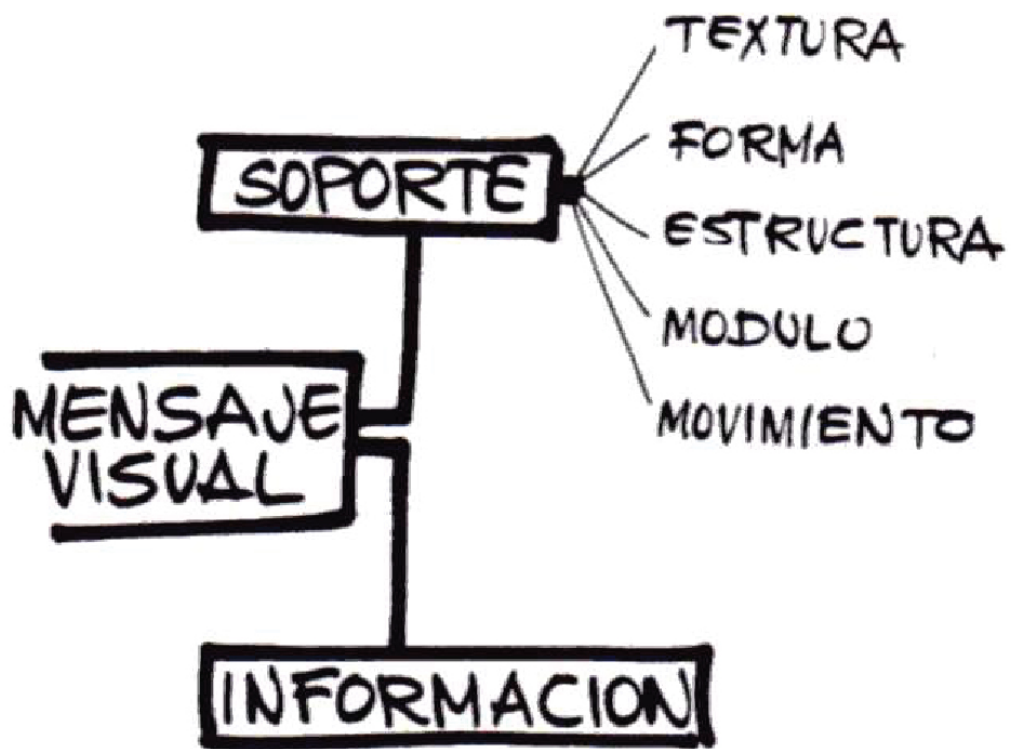 TEXTURA
FORMA
SOPORTE
ESTRUCTURA
MODULO
MOVIMIENTO
MENSAJE
VISUAL
INFORMACION